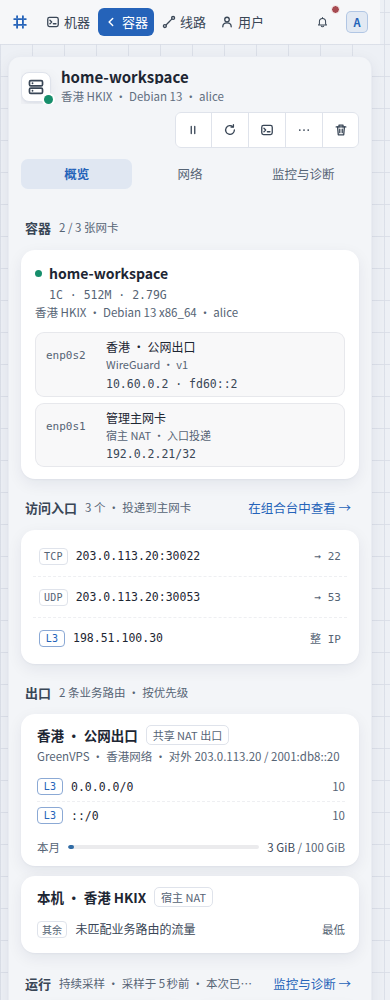 机器 容器 线路 用户 A
home-workspace
香港 HKIX • Debian 13 • alice
概览 网络 监控与诊断
容器 2 / 3 张网卡
home-workspace
1C · 512M · 2.79G
香港 HKIX • Debian 13 x86_64 • alice
enp0s2 香港 • 公网出口
WireGuard • v1
10.60.0.2 · fd60::2
enp0s1 管理主网卡
宿主 NAT • 入口投递
192.0.2.21/32
访问入口 3 个 • 投递到主网卡 在组合台中查看 →
TCP 203.0.113.20:30022 → 22
UDP 203.0.113.20:30053 → 53
L3 198.51.100.30 整 IP
出口 2 条业务路由 • 按优先级
香港 • 公网出口 共享 NAT 出口
GreenVPS • 香港网络 • 对外 203.0.113.20 / 2001:db8::20
L3 0.0.0.0/0 10
L3 ::/0 10
本月 3 GiB / 100 GiB
本机 • 香港 HKIX 宿主 NAT
其余 未匹配业务路由的流量 最低
运行 持续采样 • 采样于 5 秒前 • 本次已… 监控与诊断 →